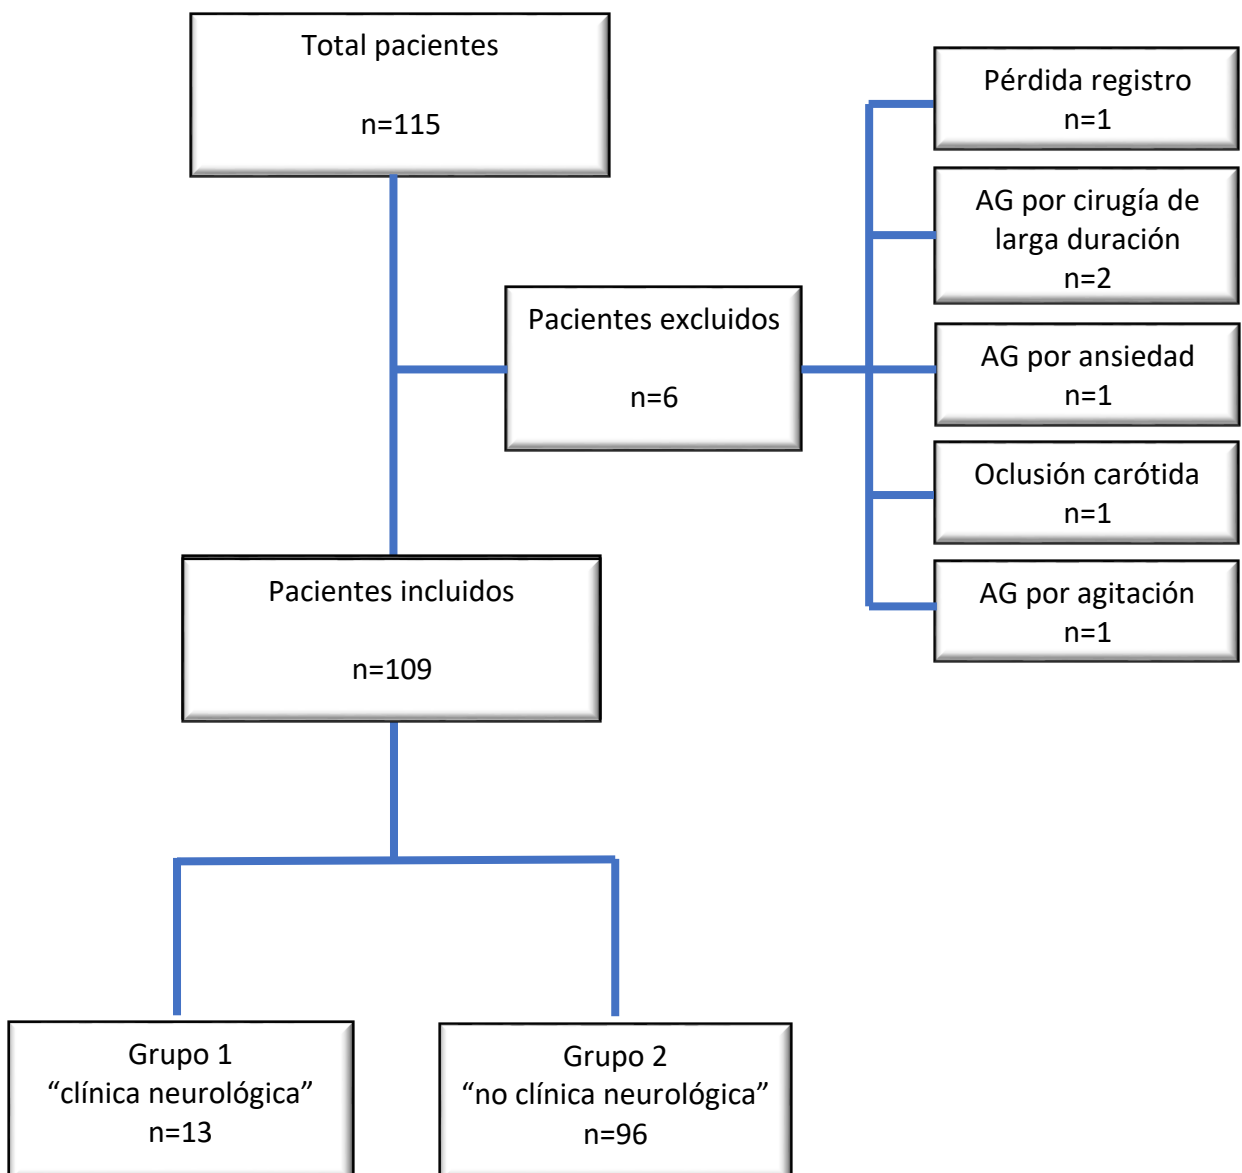 Total pacientes
n=115
Pérdida registro
n=1
AG por cirugía de
larga duración
n=2
Pacientes excluidos
n=6
AG por ansiedad
n=1
Oclusión carótida
n=1
AG por agitación
n=1
Pacientes incluidos
n=109
Grupo 1
“clínica neurológica”
n=13
Grupo 2
“no clínica neurológica”
n=96